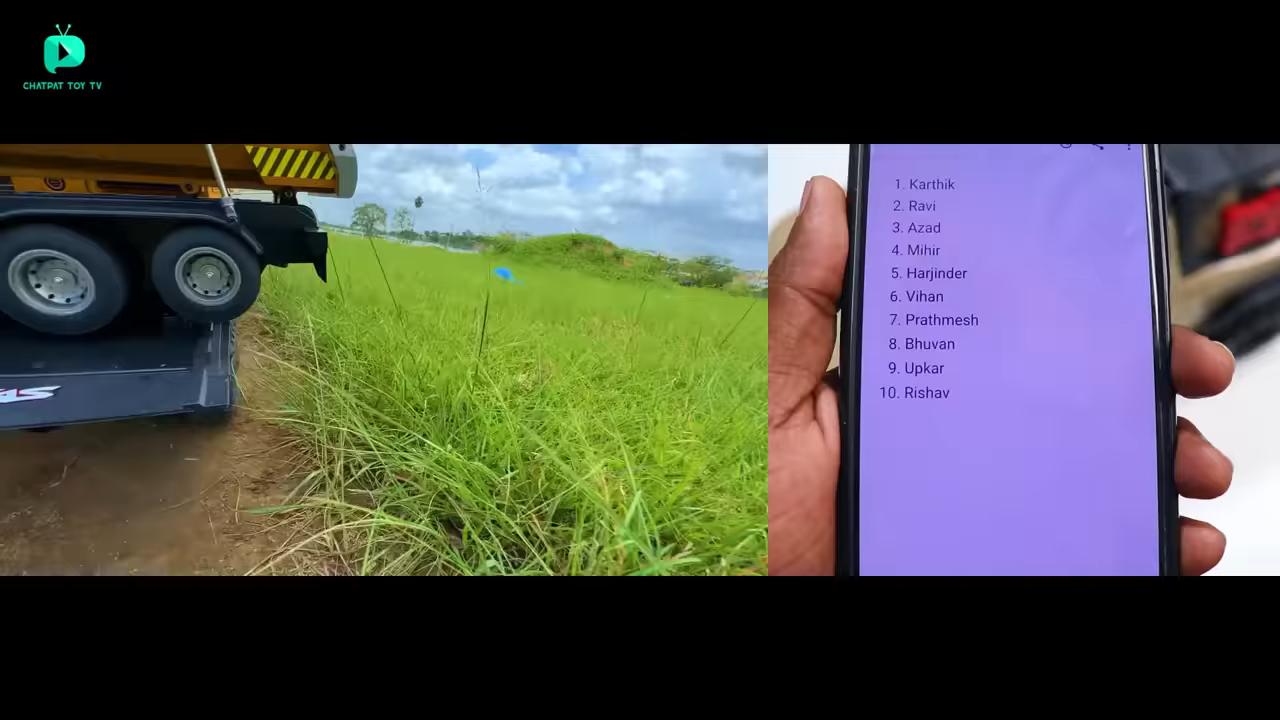 CHATPAT TOY TV
1. Karthik
2. Ravi
3. Azad
4. Mihir
5. Harjinder
6. Vihan
7. Prathmesh
8. Bhuvan
9. Upkar
10. Rishav